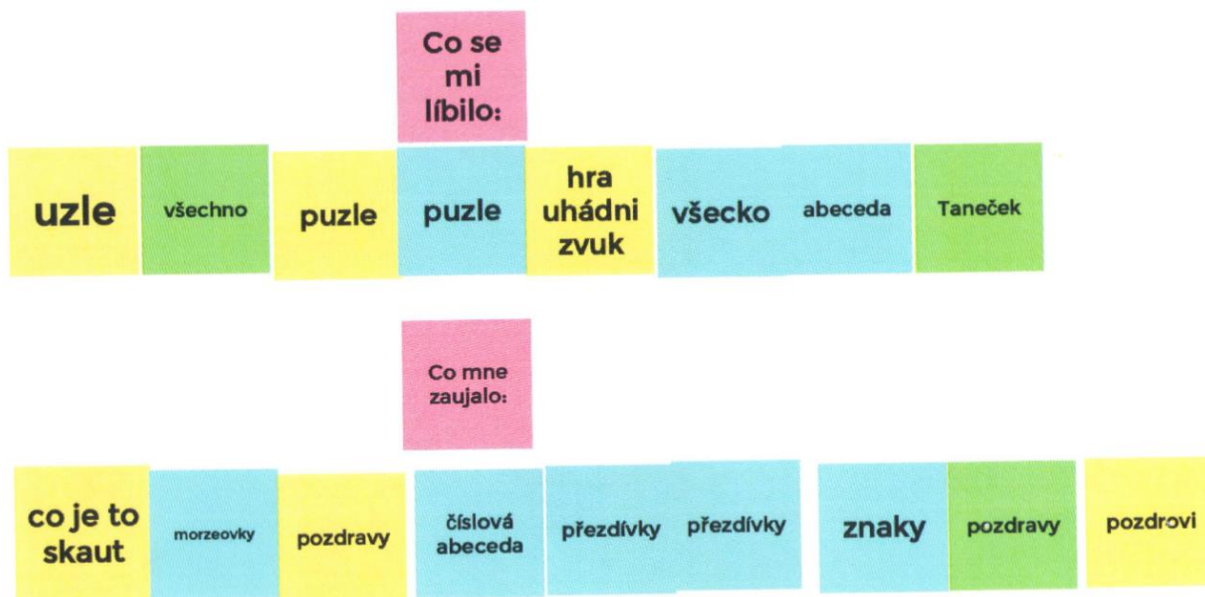 Co se
mi
líbilo:
uzle
všechno
puzle
puzle
hra
uhádni
zvuk
všecko
abeceda
Taneček
Co mne
zaujalo:
co je to
skaut
morzeovky
pozdravy
číslová
abeceda
přezdívky
přezdívky
znaky
pozdravy
pozdrovi